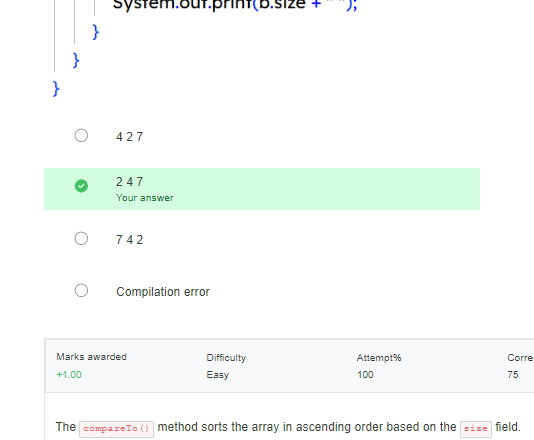 System.out.print(b.size + " ");
}
}
}
4 2 7
2 4 7
Your answer
7 4 2
Compilation error
Marks awarded Difficulty Attempt% Corre
+1.00 Easy 100 75
The compareTo() method sorts the array in ascending order based on the size field.